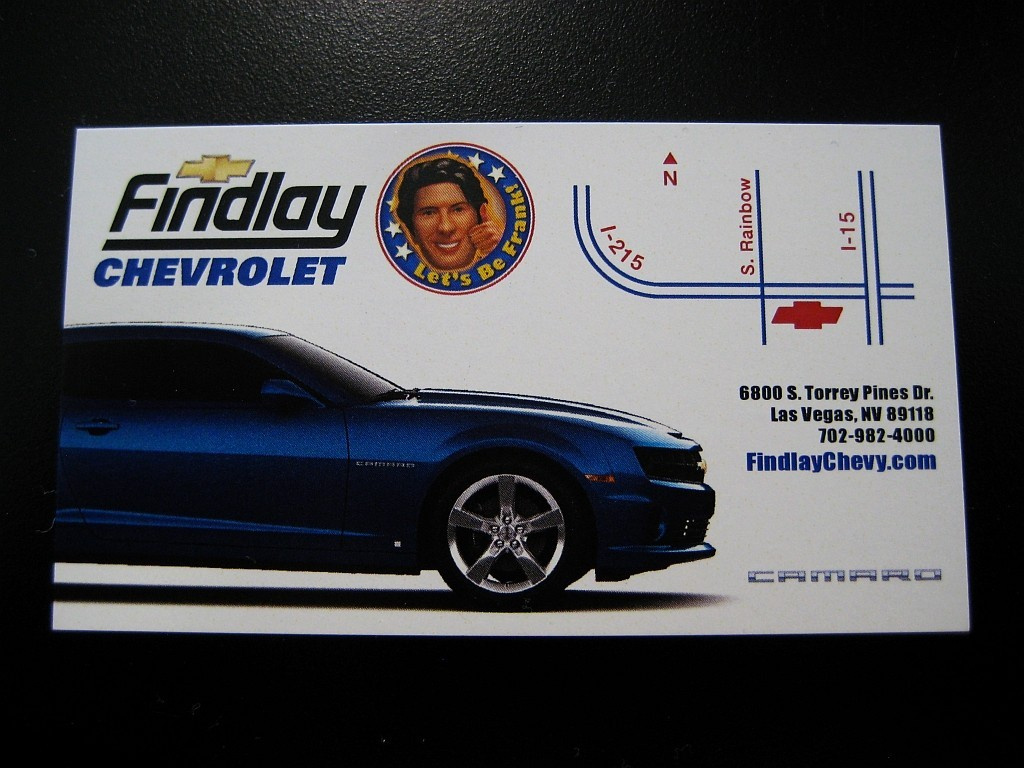 Findlay
CHEVROLET
Let's Be Frank!
N
I-215
S. Rainbow
I-15
6800 S. Torrey Pines Dr.
Las Vegas, NV 89118
702-982-4000
FindlayChevy.com
CAMARO
CAMARO